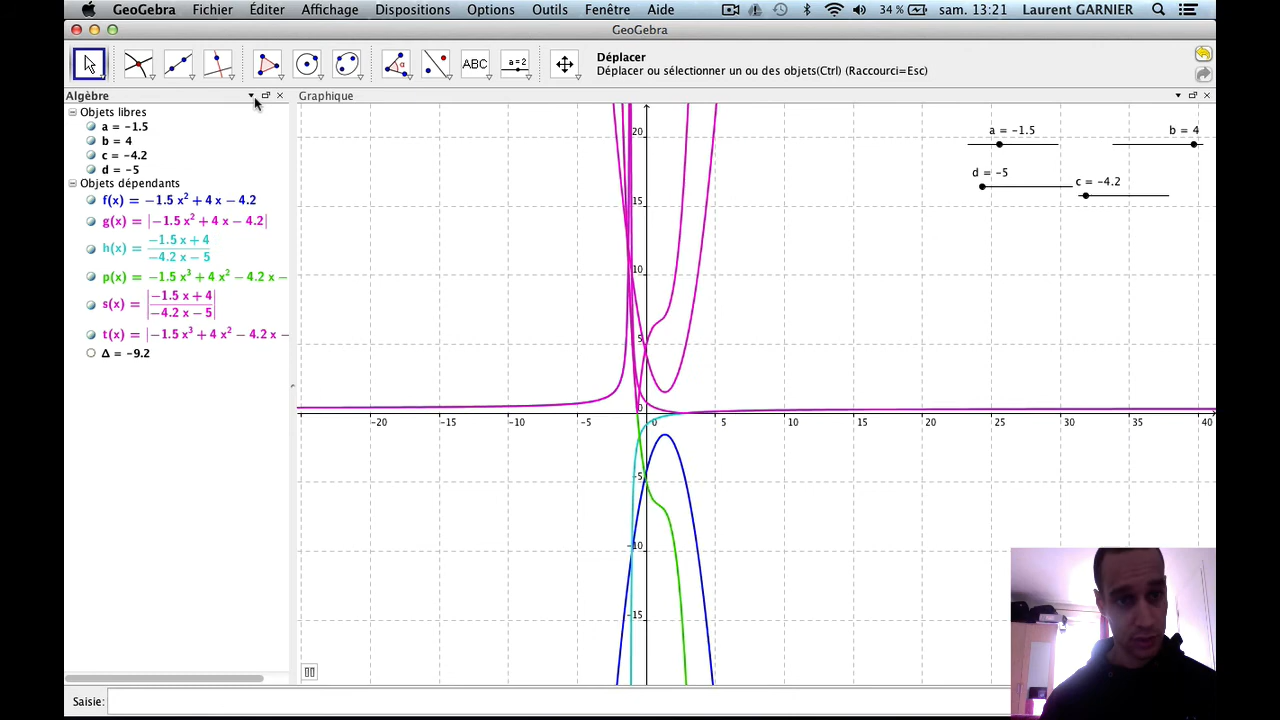 GeoGebra Fichier Éditer Affichage Dispositions Options Outils Fenêtre Aide 34 % sam. 13:21 Laurent GARNIER
GeoGebra
ABC a=2 Déplacer
Déplacer ou sélectionner un ou des objets(Ctrl) (Raccourci=Esc)
Algèbre Graphique
Objets libres
a = -1.5
b = 4
c = -4.2
d = -5
Objets dépendants
f(x) = -1.5 x² + 4 x - 4.2
g(x) = |-1.5 x² + 4 x - 4.2|
h(x) = (-1.5 x + 4)/(-4.2 x - 5)
p(x) = -1.5 x³ + 4 x² - 4.2 x -
s(x) = |(-1.5 x + 4)/(-4.2 x - 5)|
t(x) = |-1.5 x³ + 4 x² - 4.2 x -
Δ = -9.2
a = -1.5 b = 4
d = -5 c = -4.2
20
15
10
5
0
-20 -15 -10 -5 0 5 10 15 20 25 30 35 40
-5
-10
-15
Saisie: